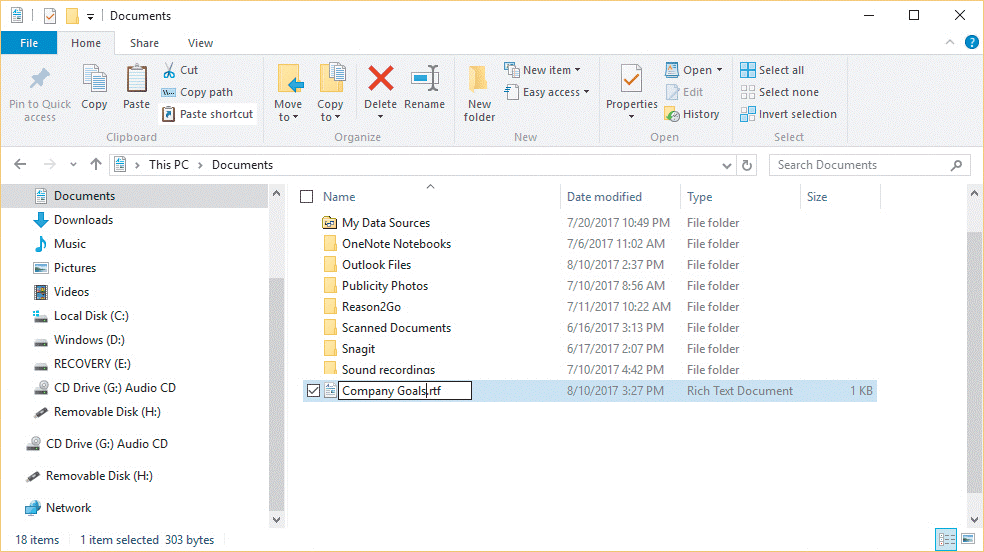 Documents
File Home Share View
Pin to Quick access
Copy
Paste
Cut
Copy path
Paste shortcut
Clipboard
Move to
Copy to
Delete
Rename
Organize
New folder
New item
Easy access
New
Properties
Open
Edit
History
Open
Select all
Select none
Invert selection
Select
This PC > Documents
Search Documents
Documents
Downloads
Music
Pictures
Videos
Local Disk (C:)
Windows (D:)
RECOVERY (E:)
CD Drive (G:) Audio CD
Removable Disk (H:)
CD Drive (G:) Audio CD
Removable Disk (H:)
Network
Name Date modified Type Size
My Data Sources 7/20/2017 10:49 PM File folder
OneNote Notebooks 7/6/2017 11:02 AM File folder
Outlook Files 8/10/2017 2:37 PM File folder
Publicity Photos 7/10/2017 8:56 AM File folder
Reason2Go 7/11/2017 10:22 AM File folder
Scanned Documents 6/16/2017 3:13 PM File folder
Snagit 6/17/2017 2:07 PM File folder
Sound recordings 7/10/2017 4:42 PM File folder
Company Goals.rtf 8/10/2017 3:27 PM Rich Text Document 1 KB
18 items 1 item selected 303 bytes